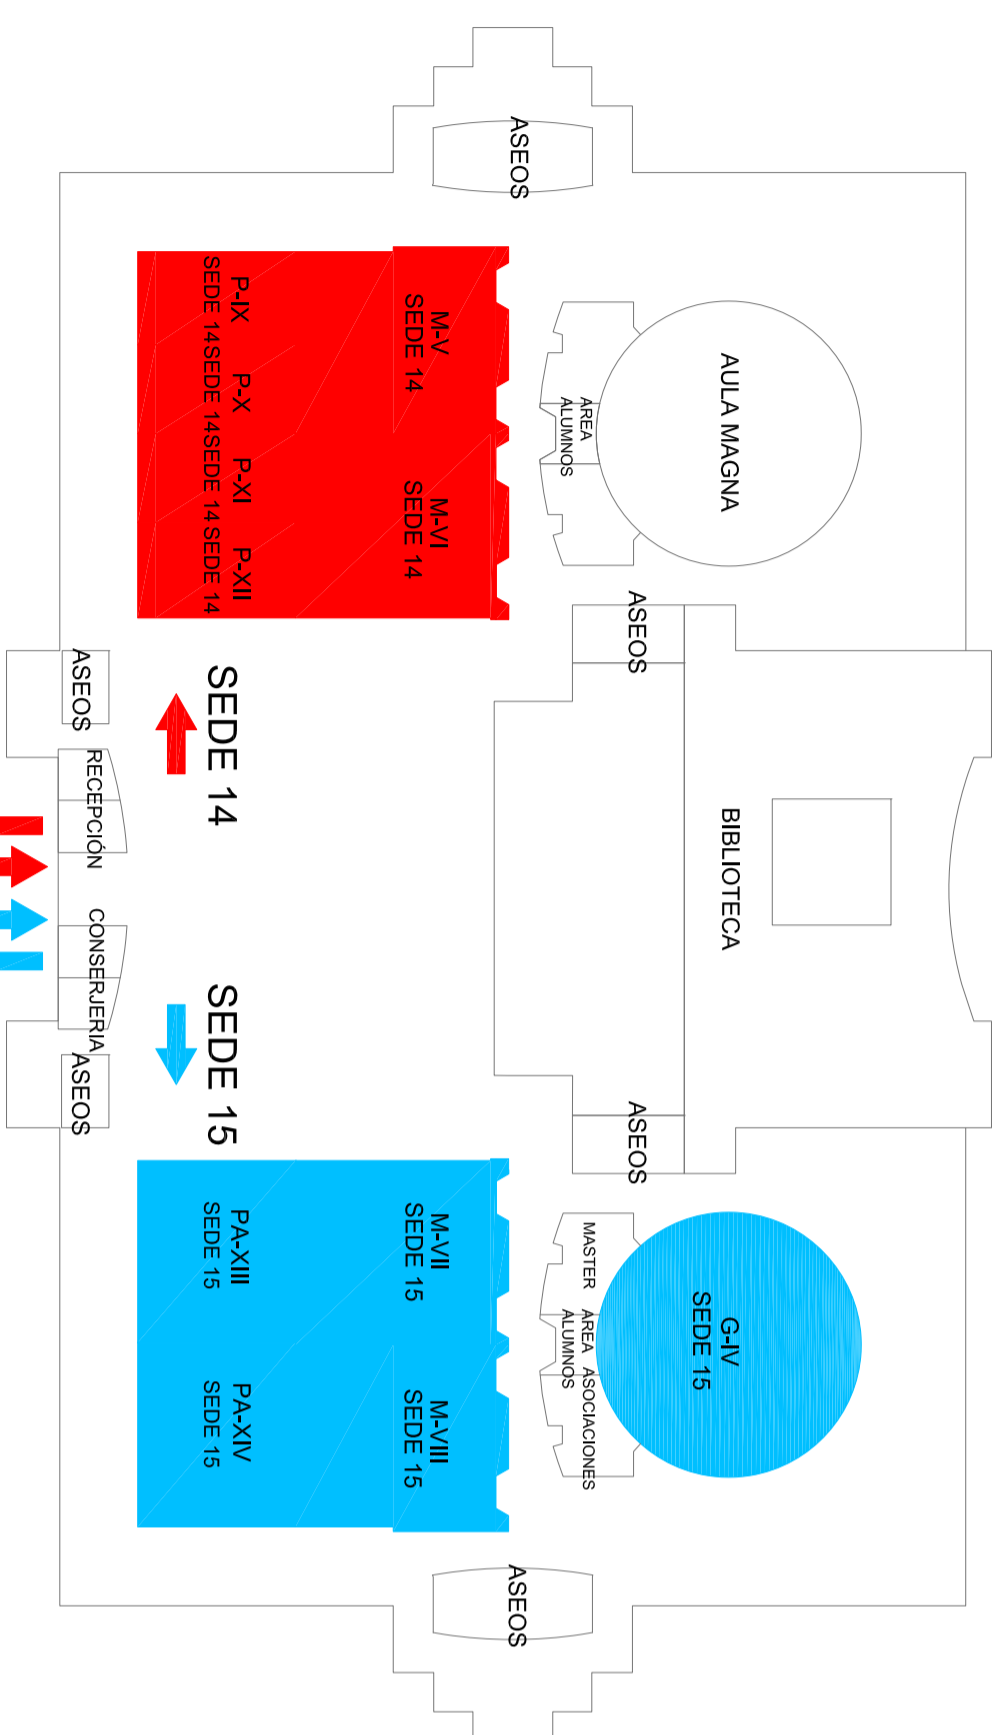 ASEOS
P-IX
SEDE 14
P-X
SEDE 14
P-XI
SEDE 14
P-XII
SEDE 14
M-V
SEDE 14
M-VI
SEDE 14
AREA
ALUMNOS
AULA MAGNA
ASEOS
ASEOS
SEDE 14
RECEPCIÓN
BIBLIOTECA
CONSERJERIA
SEDE 15
ASEOS
ASEOS
PA-XIII
SEDE 15
PA-XIV
SEDE 15
M-VII
SEDE 15
M-VIII
SEDE 15
MASTER
AREA
ALUMNOS
ASOCIACIONES
G-IV
SEDE 15
ASEOS